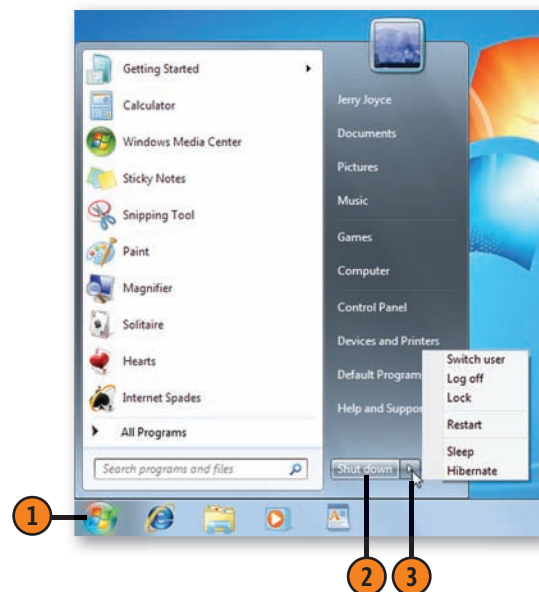 Getting Started
Calculator
Windows Media Center
Sticky Notes
Snipping Tool
Paint
Magnifier
Solitaire
Hearts
Internet Spades
All Programs
Search programs and files
Jerry Joyce
Documents
Pictures
Music
Games
Computer
Control Panel
Devices and Printers
Default Program
Help and Suppor
Shut down
Switch user
Log off
Lock
Restart
Sleep
Hibernate
1
2
3